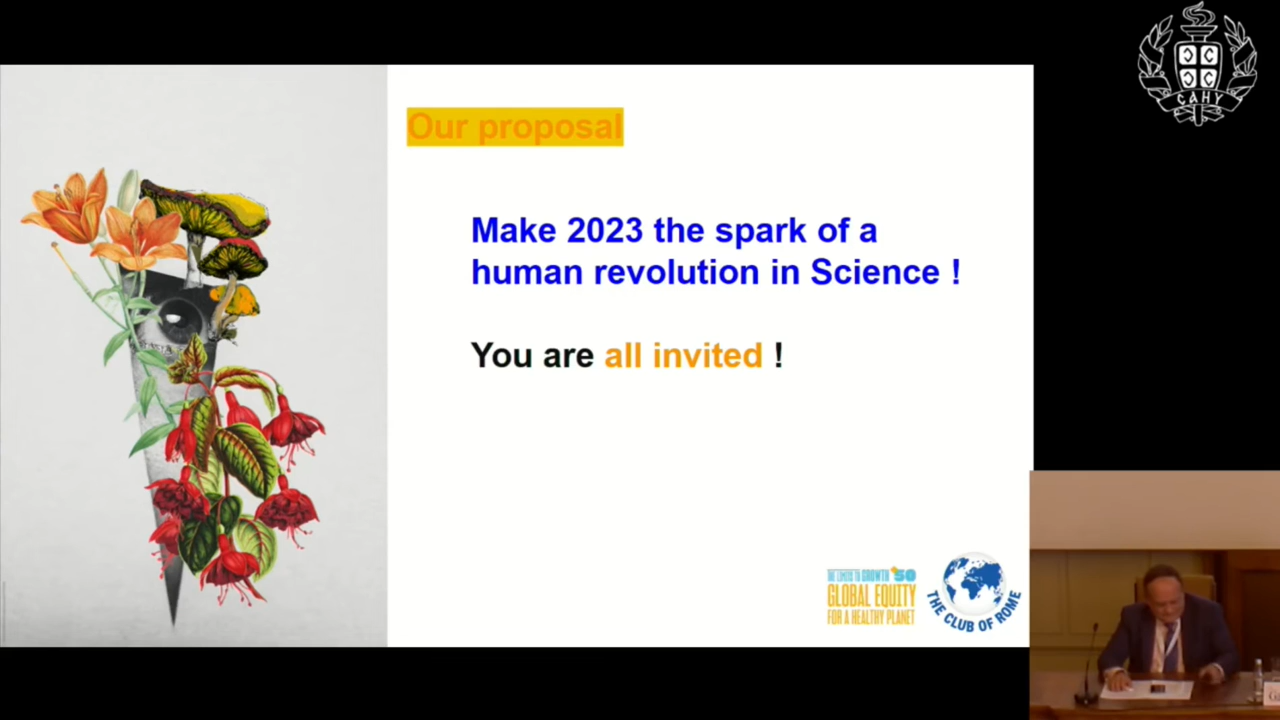 САНУ
Our proposal
Make 2023 the spark of a
human revolution in Science !
You are all invited !
THE LIMITS TO GROWTH +50
GLOBAL EQUITY
FOR A HEALTHY PLANET
THE CLUB OF ROME